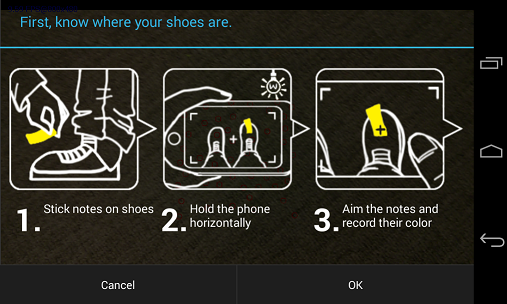 First, know where your shoes are.
1. Stick notes on shoes
2. Hold the phone
horizontally
3. Aim the notes and
record their color
Cancel
OK